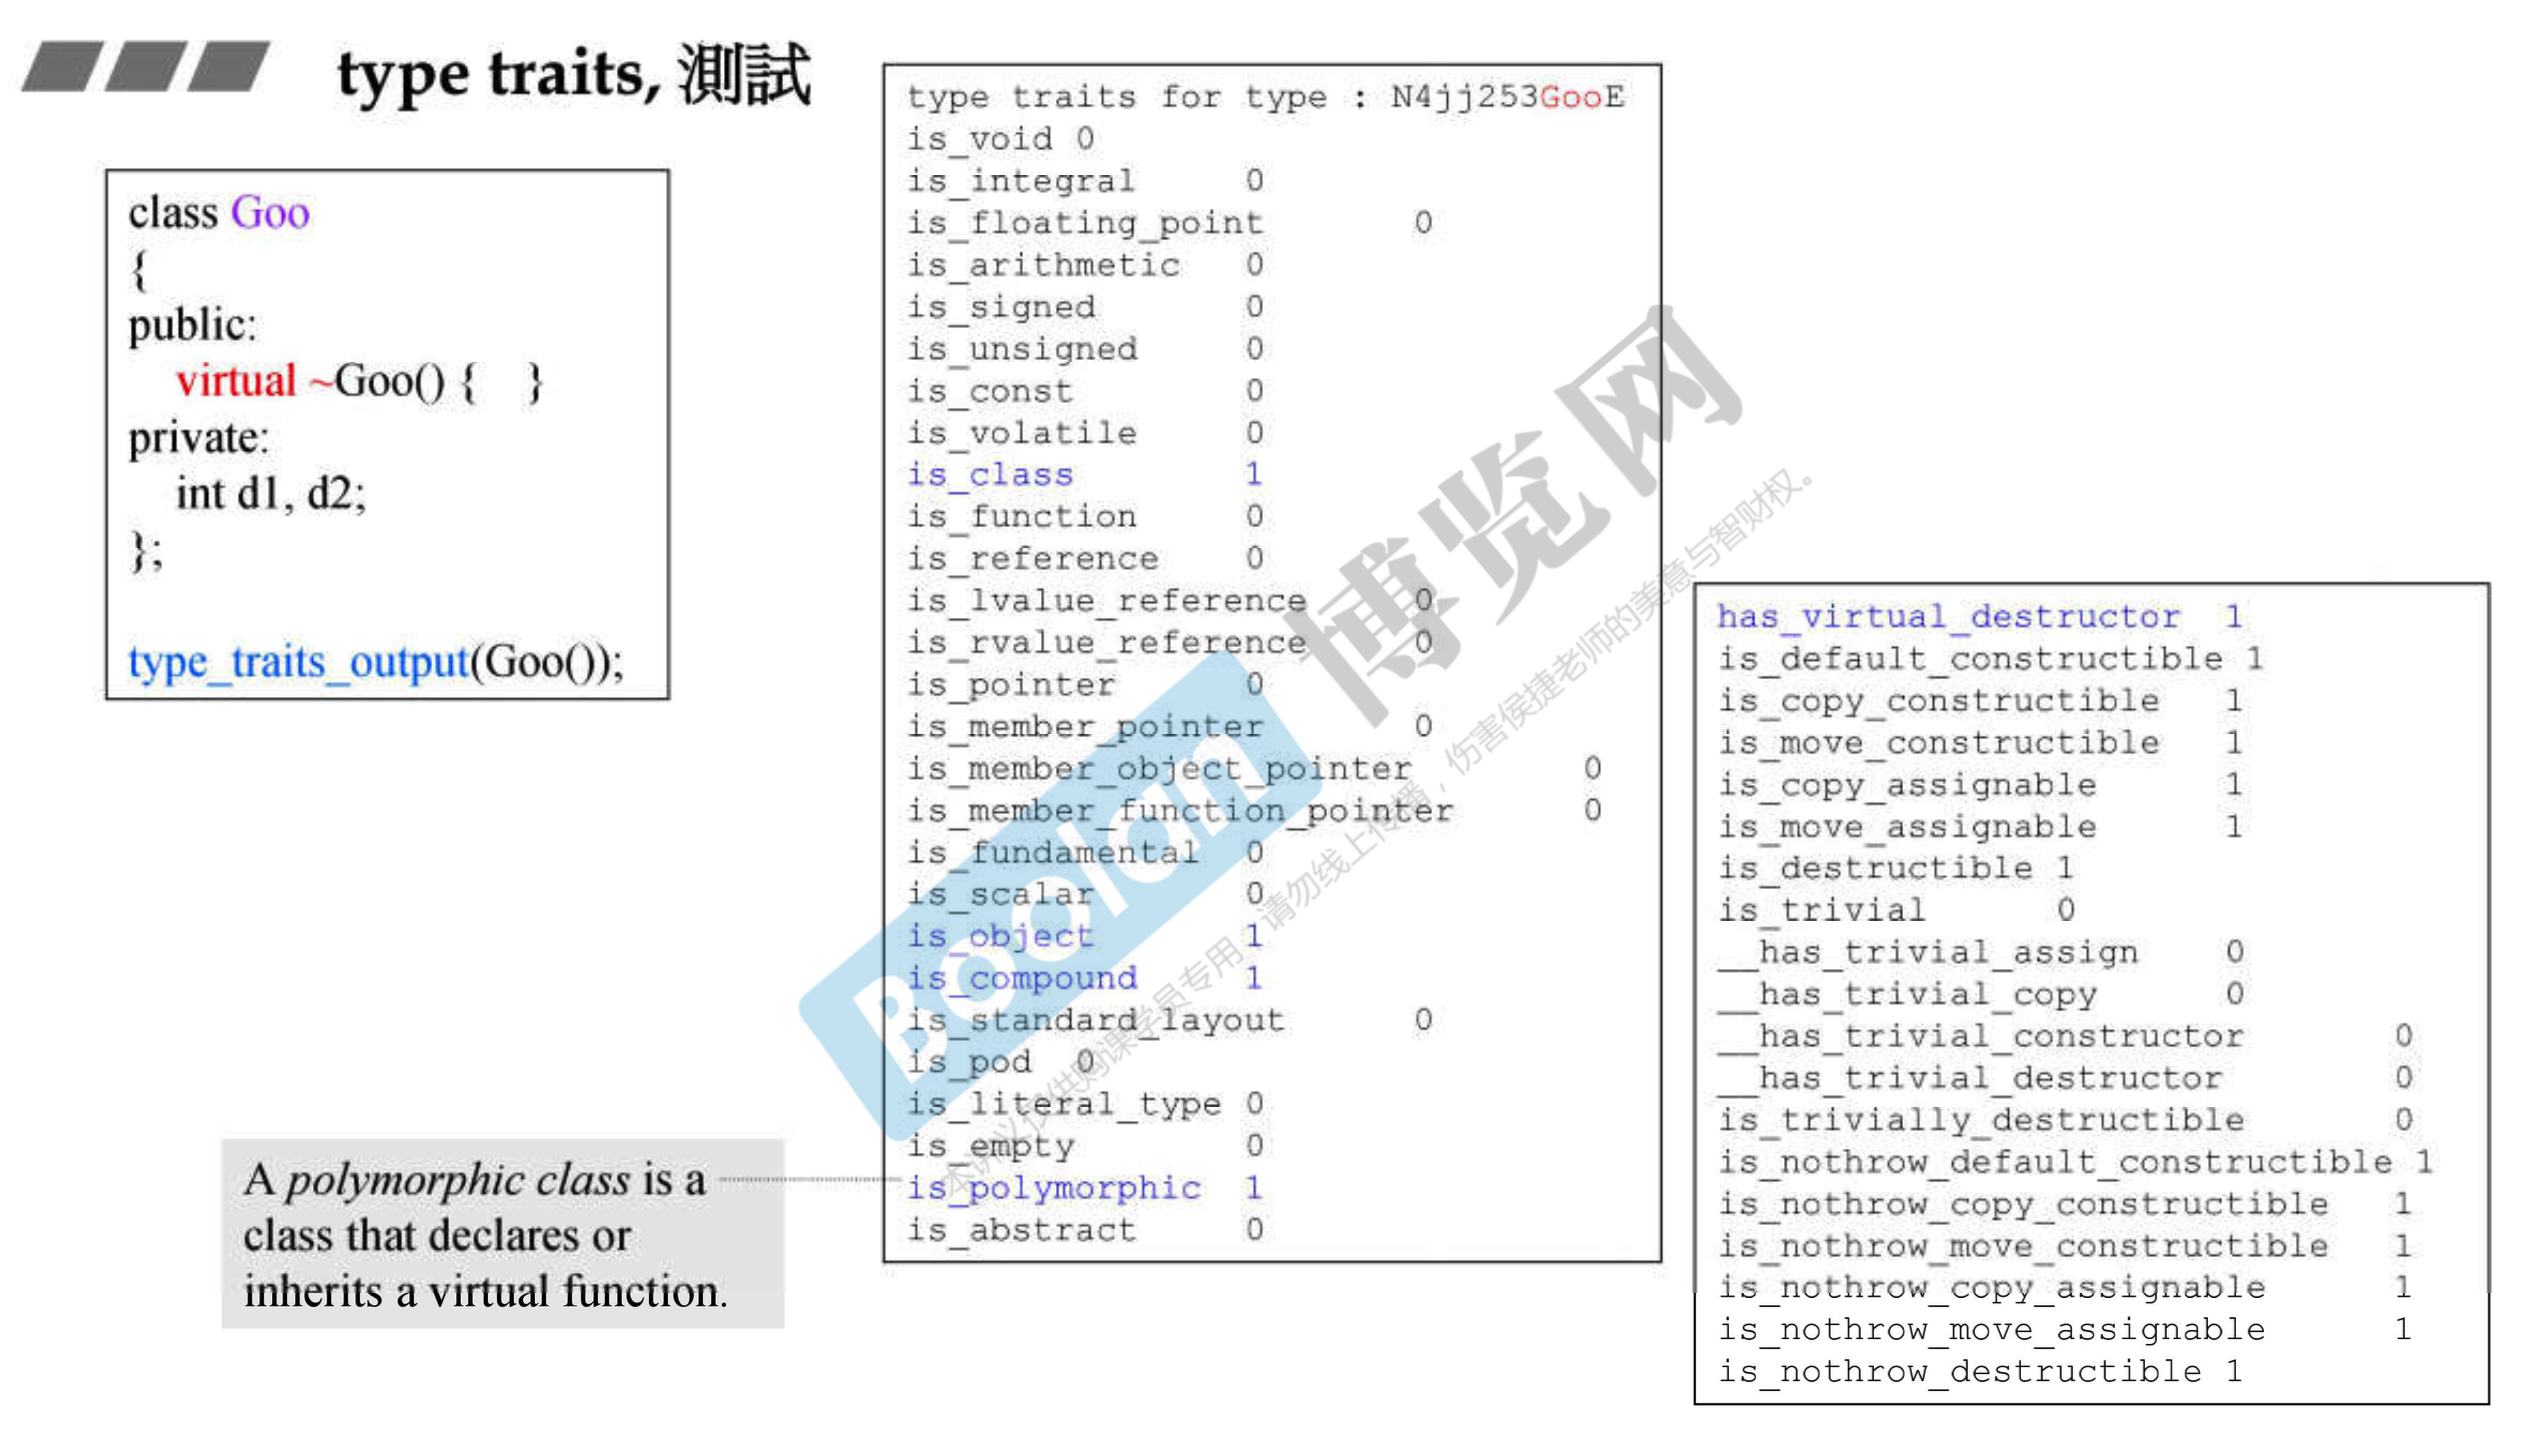 type traits, 測試
class Goo
{
public:
virtual ~Goo() { }
private:
int d1, d2;
};
type_traits_output(Goo());
A polymorphic class is a
class that declares or
inherits a virtual function.
type traits for type : N4jj253GooE
is_void 0
is_integral 0
is_floating_point 0
is_arithmetic 0
is_signed 0
is_unsigned 0
is_const 0
is_volatile 0
is_class 1
is_function 0
is_reference 0
is_lvalue_reference 0
is_rvalue_reference 0
is_pointer 0
is_member_pointer 0
is_member_object_pointer 0
is_member_function_pointer 0
is_fundamental 0
is_scalar 0
is_object 1
is_compound 1
is_standard_layout 0
is_pod 0
is_literal_type 0
is_empty 0
is_polymorphic 1
is_abstract 0
has_virtual_destructor 1
is_default_constructible 1
is_copy_constructible 1
is_move_constructible 1
is_copy_assignable 1
is_move_assignable 1
is_destructible 1
is_trivial 0
__has_trivial_assign 0
__has_trivial_copy 0
__has_trivial_constructor 0
__has_trivial_destructor 0
is_trivially_destructible 0
is_nothrow_default_constructible 1
is_nothrow_copy_constructible 1
is_nothrow_move_constructible 1
is_nothrow_copy_assignable 1
is_nothrow_move_assignable 1
is_nothrow_destructible 1
Boolan 博览网
本讲义仅供购课学员专用，请勿线上传播，伤害侯捷老师的美意与智财权。